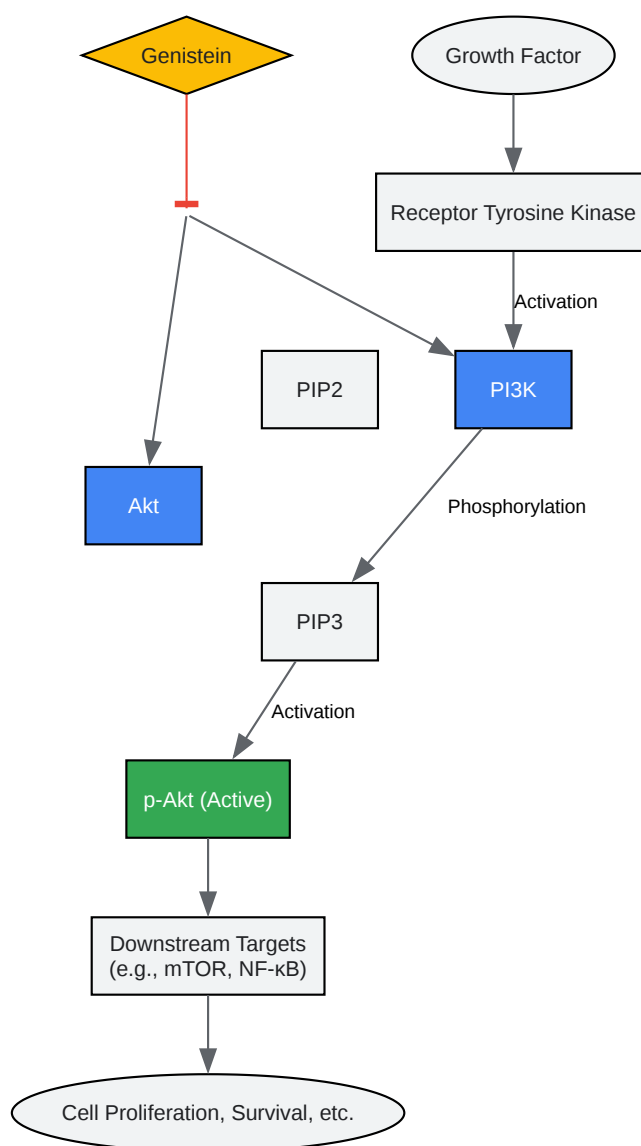 Genistein
Growth Factor
Receptor Tyrosine Kinase
Activation
PIP2
PI3K
Akt
Phosphorylation
PIP3
Activation
p-Akt (Active)
Downstream Targets
(e.g., mTOR, NF-κB)
Cell Proliferation, Survival, etc.